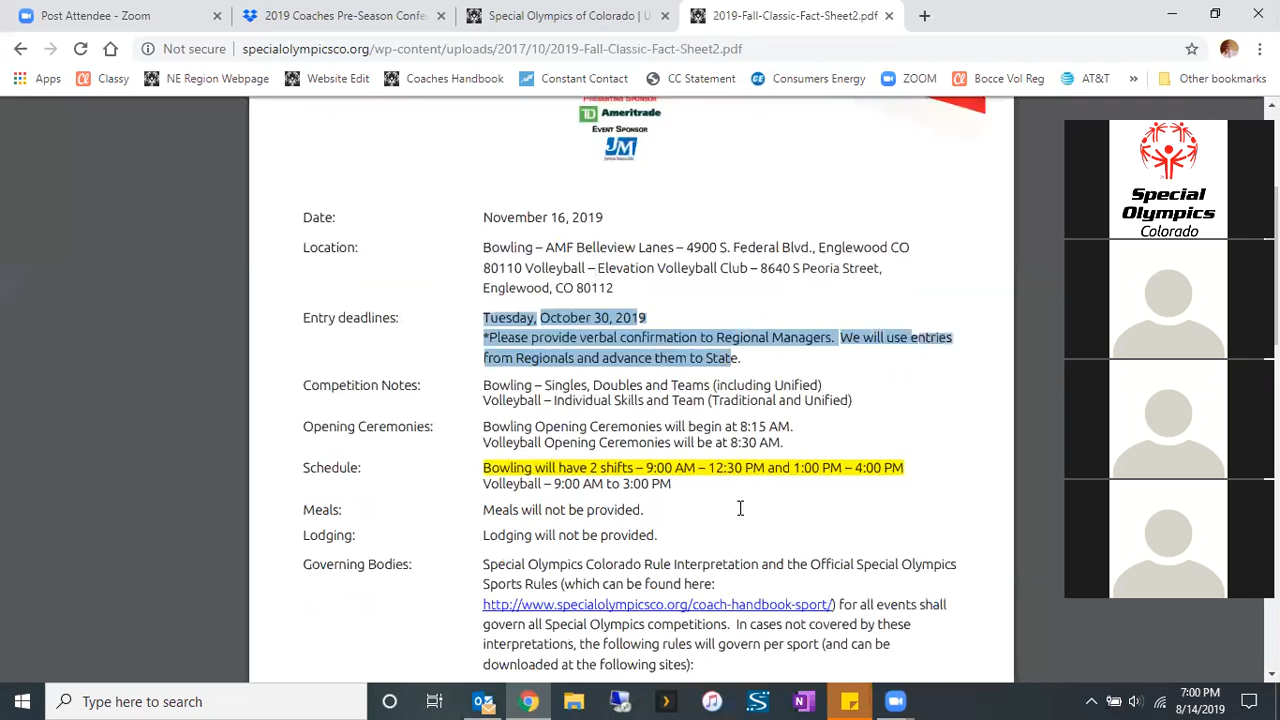 Post Attendee - Zoom
2019 Coaches Pre-Season Confe
Special Olympics of Colorado | U
2019-Fall-Classic-Fact-Sheet2.pdf
Not secure | specialolympicsco.org/wp-content/uploads/2017/10/2019-Fall-Classic-Fact-Sheet2.pdf
Apps Classy NE Region Webpage Website Edit Coaches Handbook Constant Contact CC Statement Consumers Energy ZOOM Bocce Vol Reg AT&T » Other bookmarks
PRESENTING SPONSOR
TD Ameritrade
EVENT SPONSOR
JM
Date: November 16, 2019
Location: Bowling – AMF Belleview Lanes – 4900 S. Federal Blvd., Englewood CO
80110 Volleyball – Elevation Volleyball Club – 8640 S Peoria Street,
Englewood, CO 80112
Entry deadlines: Tuesday, October 30, 2019
*Please provide verbal confirmation to Regional Managers. We will use entries
from Regionals and advance them to State.
Competition Notes: Bowling – Singles, Doubles and Teams (including Unified)
Volleyball – Individual Skills and Team (Traditional and Unified)
Opening Ceremonies: Bowling Opening Ceremonies will begin at 8:15 AM.
Volleyball Opening Ceremonies will be at 8:30 AM.
Schedule: Bowling will have 2 shifts – 9:00 AM – 12:30 PM and 1:00 PM – 4:00 PM
Volleyball – 9:00 AM to 3:00 PM
Meals: Meals will not be provided.
Lodging: Lodging will not be provided.
Governing Bodies: Special Olympics Colorado Rule Interpretation and the Official Special Olympics
Sports Rules (which can be found here:
http://www.specialolympicsco.org/coach-handbook-sport/) for all events shall
govern all Special Olympics competitions. In cases not covered by these
interpretations, the following rules will govern per sport (and can be
downloaded at the following sites):
Special
Olympics
Colorado
Type here to search
7:00 PM
8/14/2019